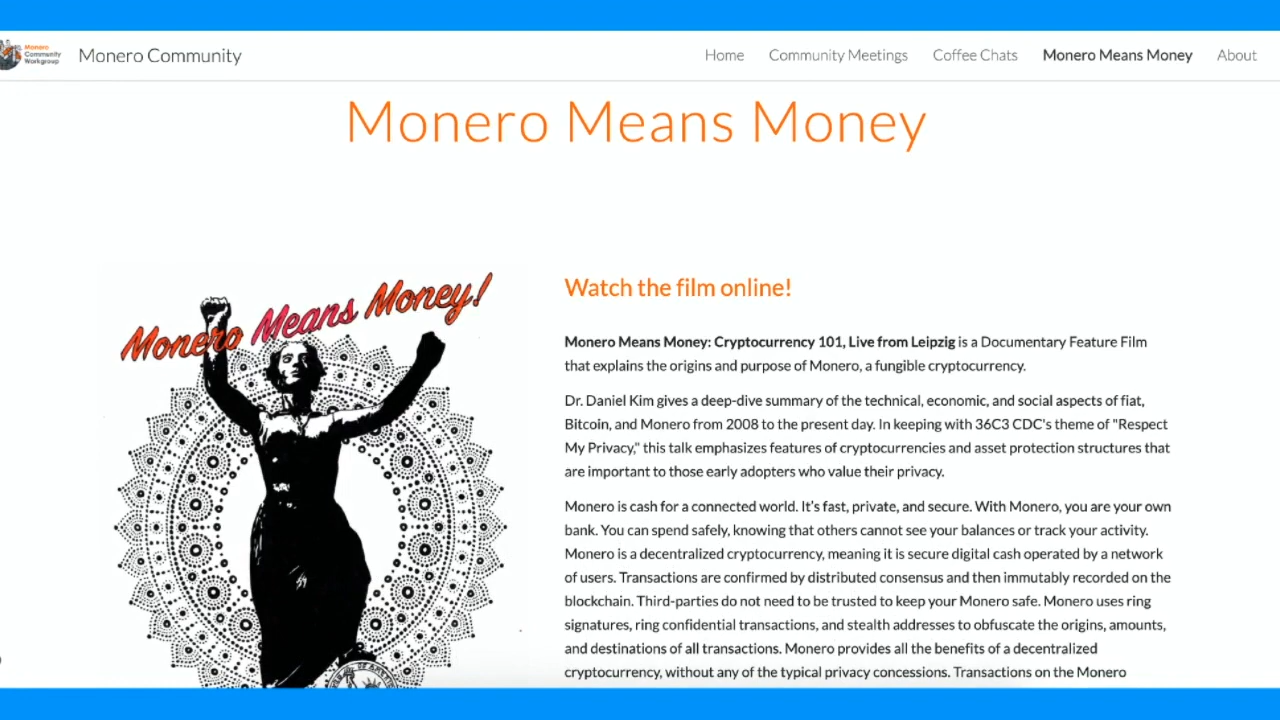 Monero
Community
Workgroup
Monero Community
Home
Community Meetings
Coffee Chats
Monero Means Money
About
Monero Means Money
Monero Means Money!
Watch the film online!
Monero Means Money: Cryptocurrency 101, Live from Leipzig is a Documentary Feature Film
that explains the origins and purpose of Monero, a fungible cryptocurrency.
Dr. Daniel Kim gives a deep-dive summary of the technical, economic, and social aspects of fiat,
Bitcoin, and Monero from 2008 to the present day. In keeping with 36C3 CDC's theme of "Respect
My Privacy," this talk emphasizes features of cryptocurrencies and asset protection structures that
are important to those early adopters who value their privacy.
Monero is cash for a connected world. It's fast, private, and secure. With Monero, you are your own
bank. You can spend safely, knowing that others cannot see your balances or track your activity.
Monero is a decentralized cryptocurrency, meaning it is secure digital cash operated by a network
of users. Transactions are confirmed by distributed consensus and then immutably recorded on the
blockchain. Third-parties do not need to be trusted to keep your Monero safe. Monero uses ring
signatures, ring confidential transactions, and stealth addresses to obfuscate the origins, amounts,
and destinations of all transactions. Monero provides all the benefits of a decentralized
cryptocurrency, without any of the typical privacy concessions. Transactions on the Monero